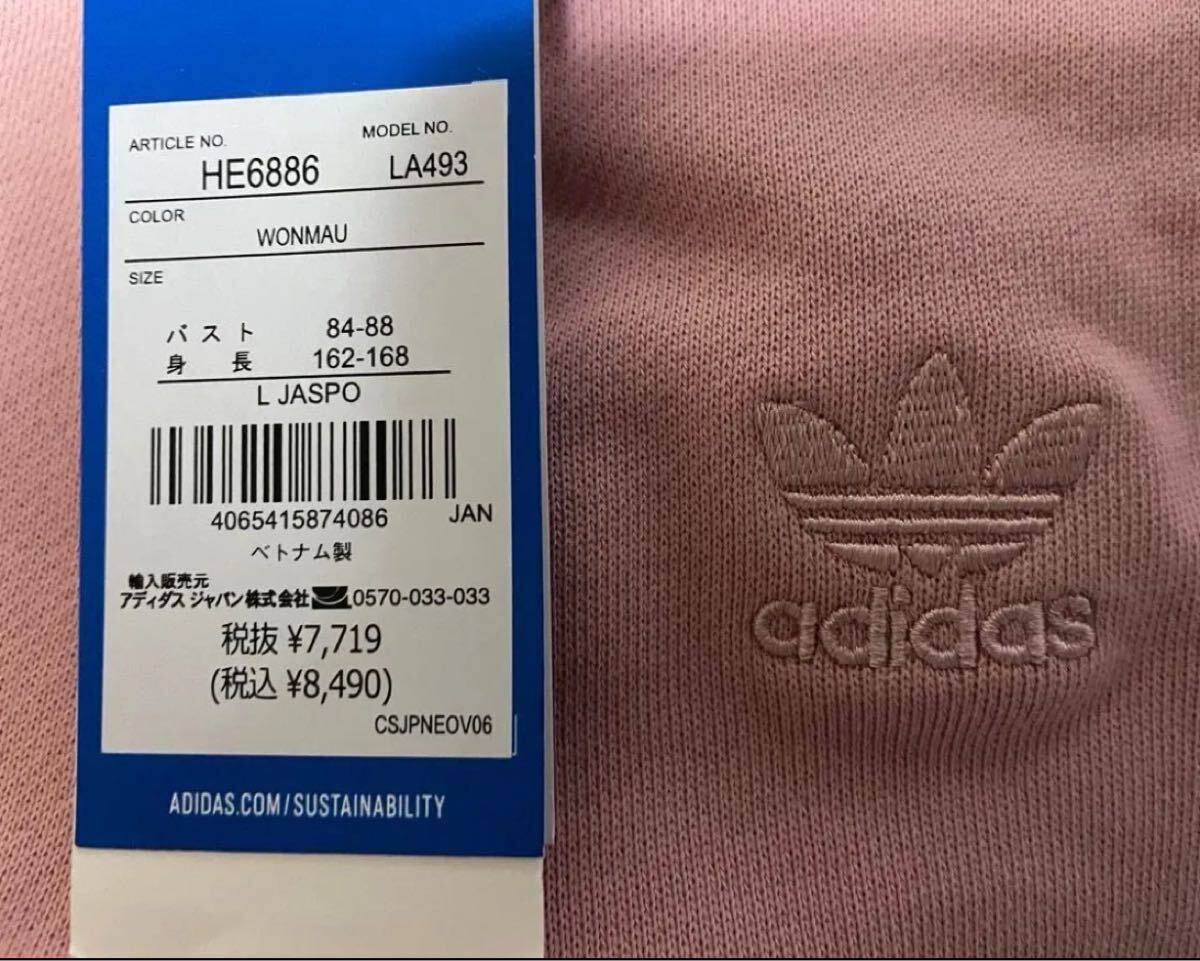 ARTICLE NO. MODEL NO.
HE6886 LA493
COLOR
WONMAU
SIZE
バスト 84-88
身長 162-168
L JASPO
4065415874086 JAN
ベトナム製
輸入販売元
アディダス ジャパン株式会社 0570-033-033
税抜 ¥7,719
(税込 ¥8,490)
CSJPNEOV06
ADIDAS.COM/SUSTAINABILITY
adidas